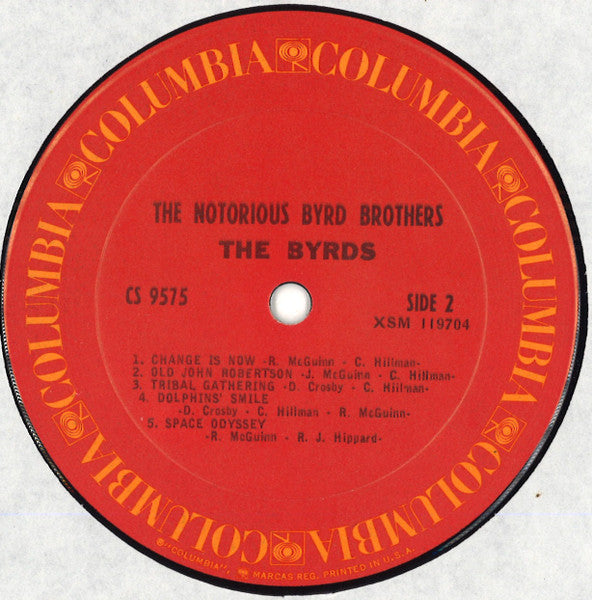 COLUMBIA COLUMBIA COLUMBIA COLUMBIA COLUMBIA COLUMBIA
THE NOTORIOUS BYRD BROTHERS
THE BYRDS
CS 9575
SIDE 2
XSM 119704
1. CHANGE IS NOW -R. McGuinn - C. Hillman-
2. OLD JOHN ROBERTSON -J. McGuinn - C. Hillman-
3. TRIBAL GATHERING -D. Crosby - C. Hillman-
4. DOLPHINS' SMILE
-D. Crosby - C. Hillman - R. McGuinn-
5. SPACE ODYSSEY
-R. McGuinn - R. J. Hippard-
"COLUMBIA", MARCAS REG. PRINTED IN U.S.A.